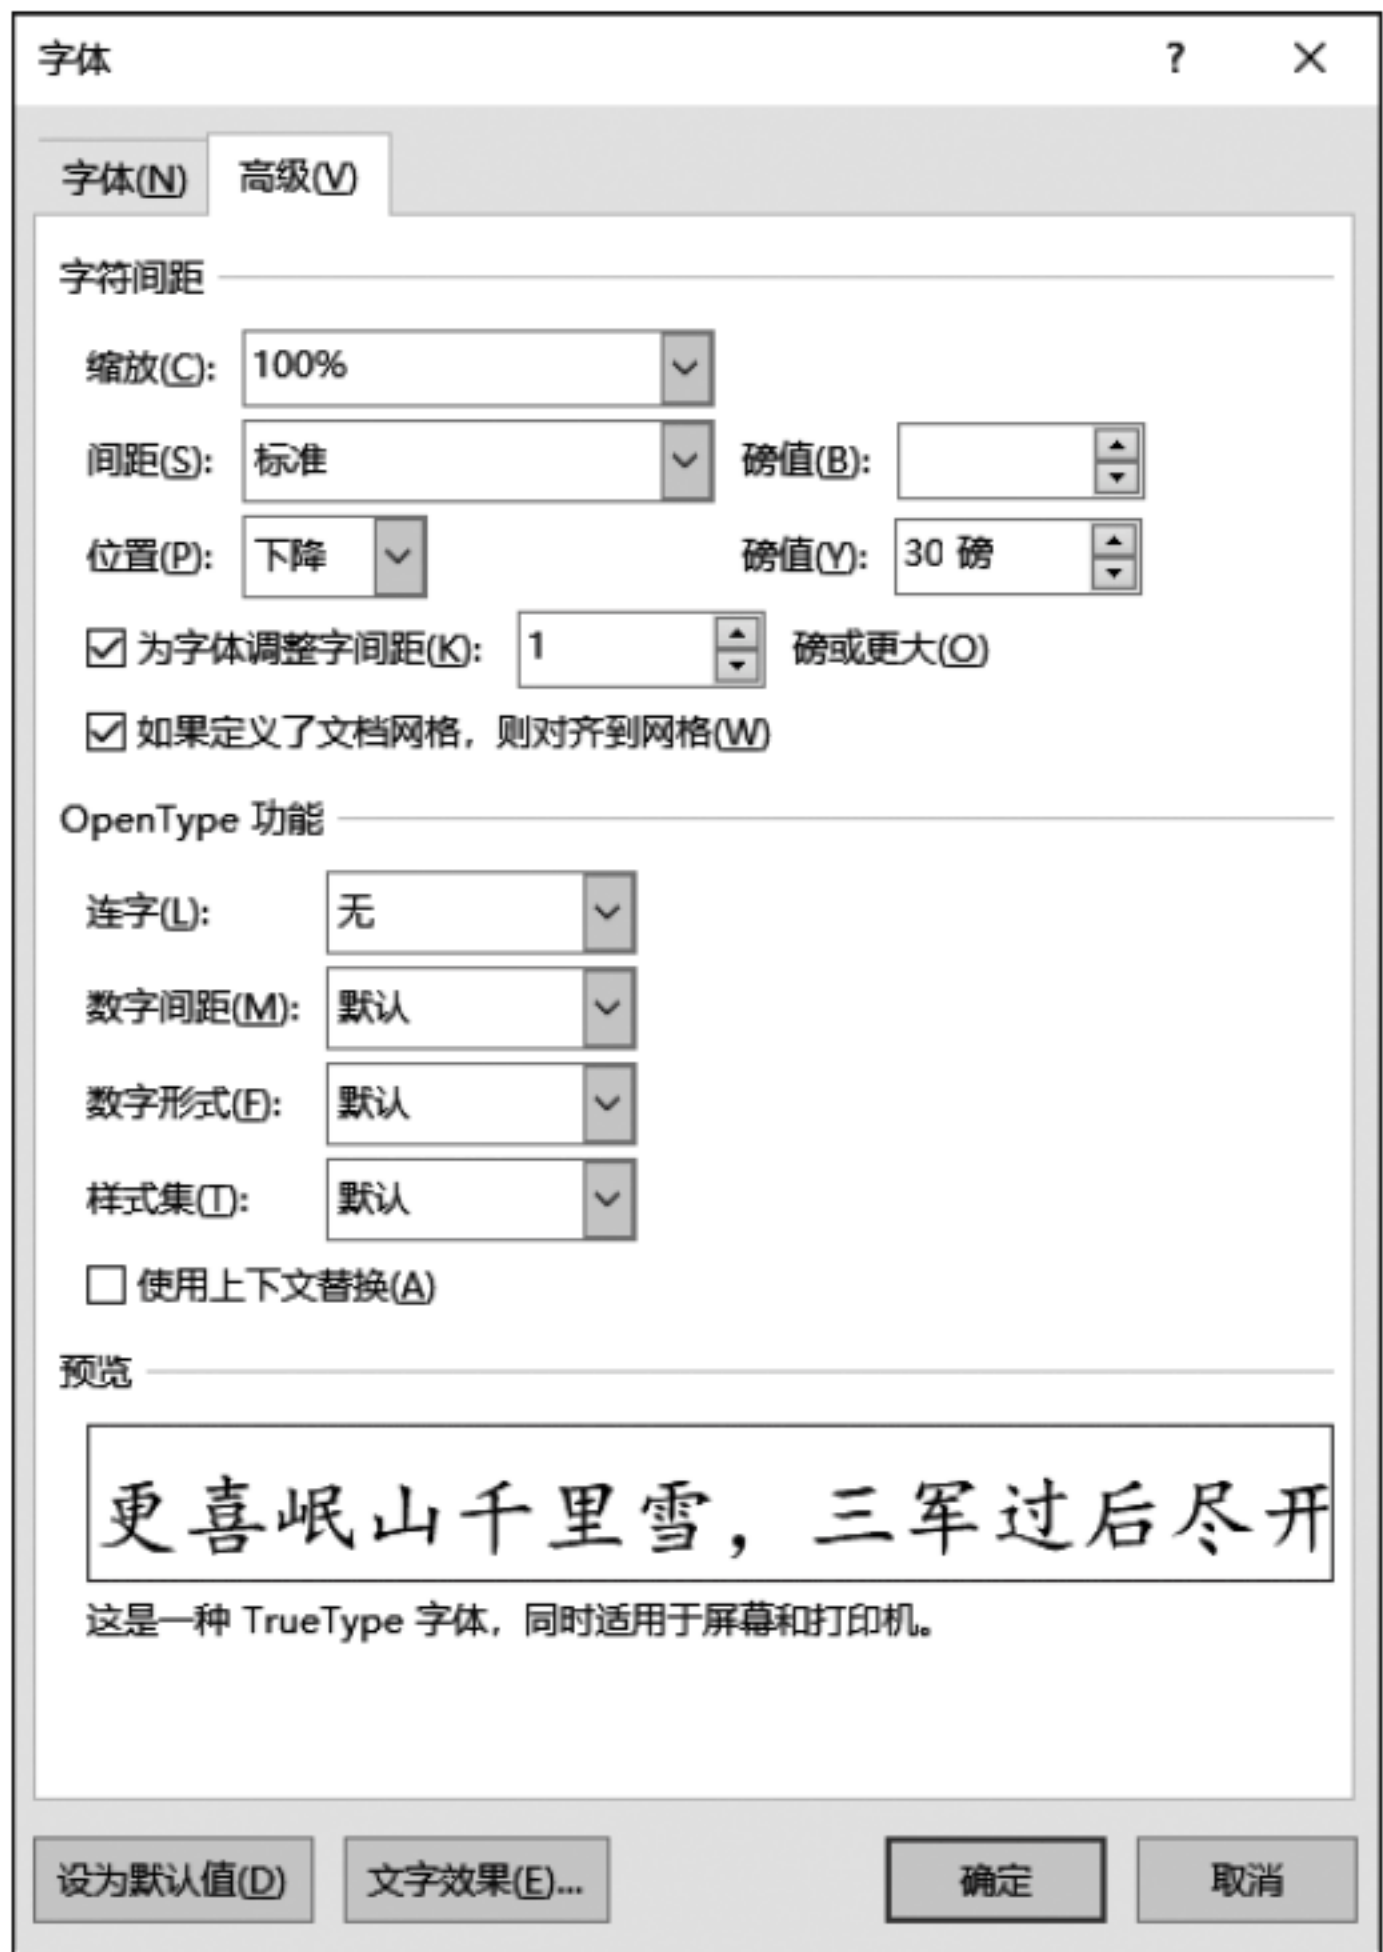 字体 ? ×
字体(N) 高级(V)
字符间距
缩放(C): 100%
间距(S): 标准 磅值(B):
位置(P): 下降 磅值(Y): 30 磅
为字体调整字间距(K): 1 磅或更大(O)
如果定义了文档网格，则对齐到网格(W)
OpenType 功能
连字(L): 无
数字间距(M): 默认
数字形式(F): 默认
样式集(T): 默认
使用上下文替换(A)
预览
更喜岷山千里雪，三军过后尽开
这是一种 TrueType 字体，同时适用于屏幕和打印机。
设为默认值(D) 文字效果(E)... 确定 取消